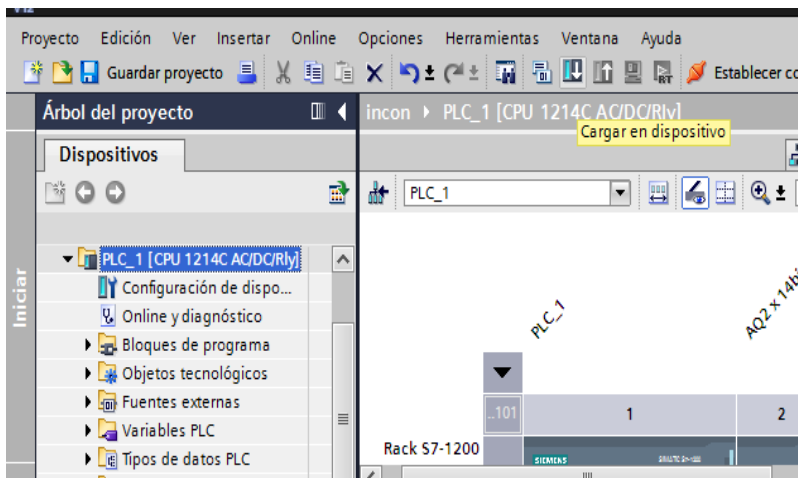 V12
Proyecto Edición Ver Insertar Online Opciones Herramientas Ventana Ayuda
Guardar proyecto Establecer co
Árbol del proyecto
incon PLC_1 [CPU 1214C AC/DC/Rly]
Cargar en dispositivo
Dispositivos
PLC_1
PLC_1 [CPU 1214C AC/DC/Rly]
Configuración de dispo...
Online y diagnóstico
Bloques de programa
Objetos tecnológicos
Fuentes externas
Variables PLC
Tipos de datos PLC
Iniciar
PLC_1
AQ2 x 14bi
..101 1 2
Rack S7-1200
SIEMENS